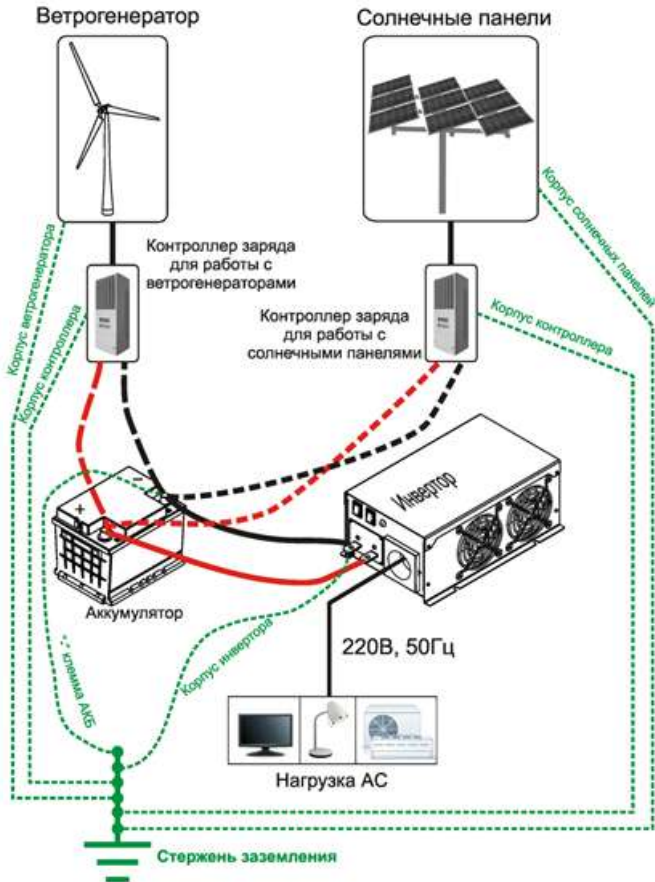 Ветрогенератор
Солнечные панели
Контроллер заряда
для работы с
ветрогенераторами
Контроллер заряда
для работы с
солнечными панелями
Корпус ветрогенератора
Корпус контроллера
Корпус солнечных панелей
Корпус контроллера
Инвертор
+
−
Аккумулятор
"-" клемма АКБ
Корпус инвертора
220В, 50Гц
Нагрузка AC
Стержень заземления